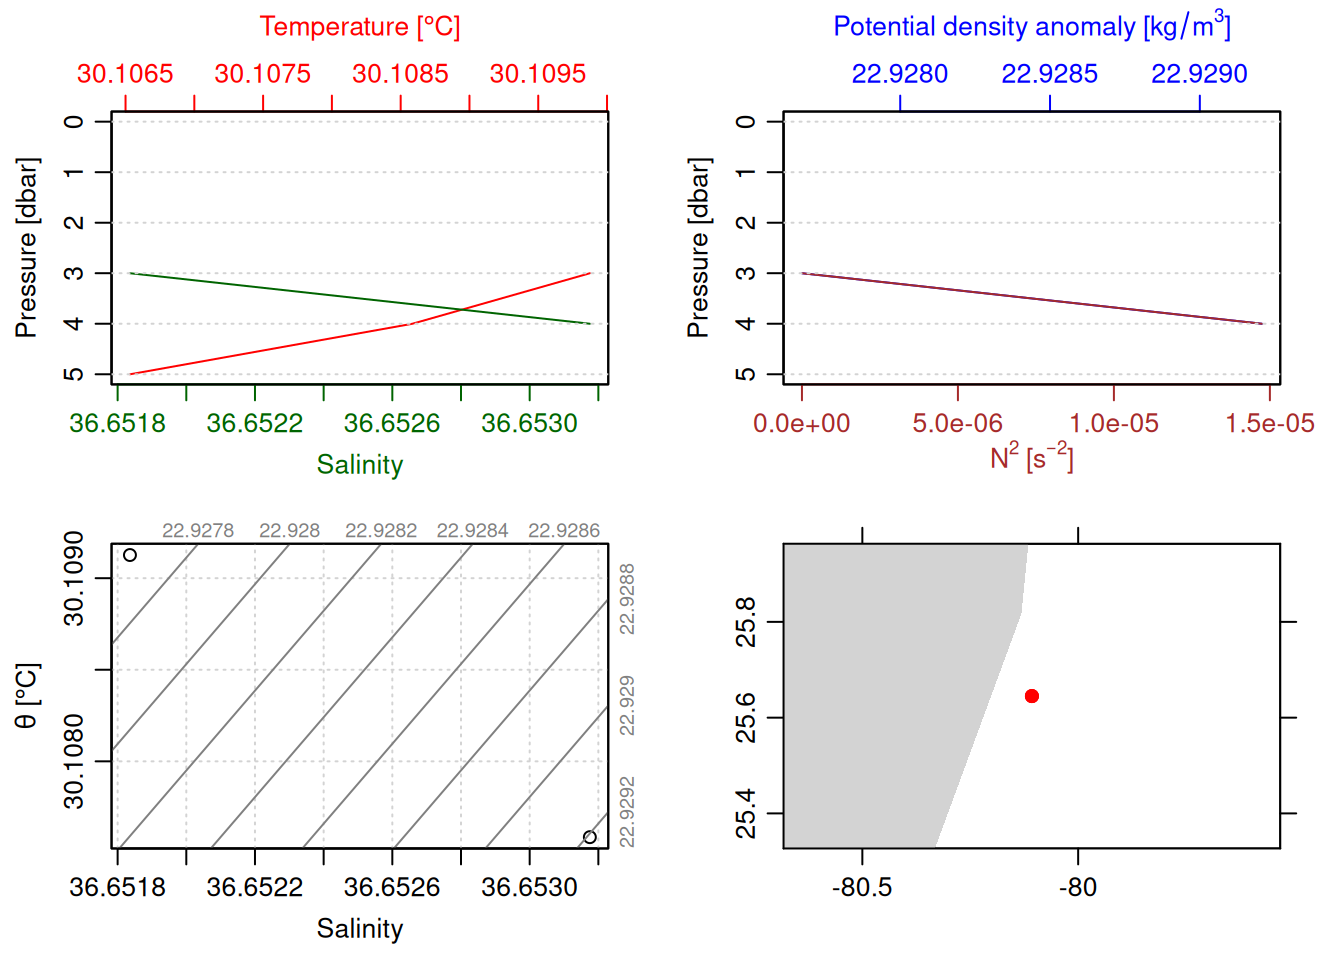 Temperature [°C]
30.1065 30.1075 30.1085 30.1095
Pressure [dbar]
0
1
2
3
4
5
36.6518 36.6522 36.6526 36.6530
Salinity
Potential density anomaly [kg/m³]
22.9280 22.9285 22.9290
Pressure [dbar]
0
1
2
3
4
5
0.0e+00 5.0e-06 1.0e-05 1.5e-05
N² [s⁻²]
22.9278 22.928 22.9282 22.9284 22.9286
22.9288
22.929
22.9292
θ [°C]
30.1090
30.1080
36.6518 36.6522 36.6526 36.6530
Salinity
25.8
25.6
25.4
-80.5 -80